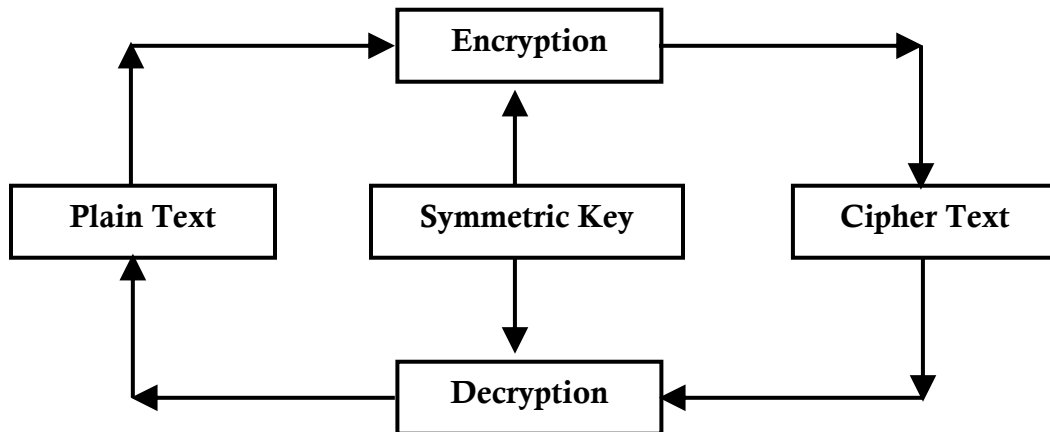 Encryption
Plain Text
Symmetric Key
Cipher Text
Decryption